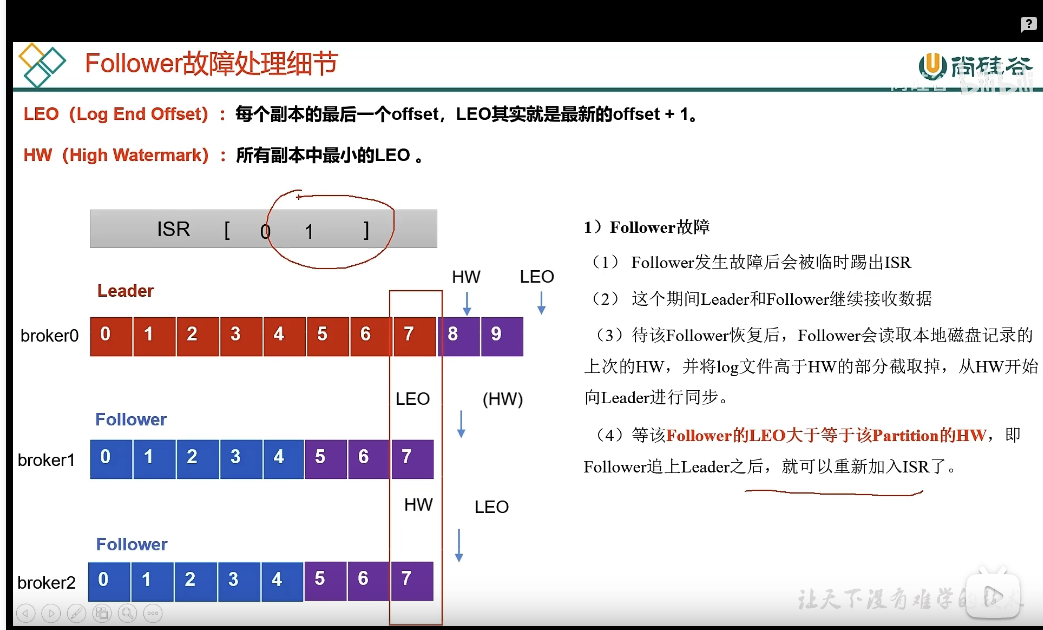 Follower故障处理细节
尚硅谷
LEO（Log End Offset）：每个副本的最后一个offset，LEO其实就是最新的offset + 1。
HW（High Watermark）：所有副本中最小的LEO 。
ISR [ 0 1 ]
HW LEO
Leader
broker0 0 1 2 3 4 5 6 7 8 9
LEO (HW)
Follower
broker1 0 1 2 3 4 5 6 7
HW LEO
Follower
broker2 0 1 2 3 4 5 6 7
1）Follower故障
（1） Follower发生故障后会被临时踢出ISR
（2） 这个期间Leader和Follower继续接收数据
（3）待该Follower恢复后，Follower会读取本地磁盘记录的
上次的HW，并将log文件高于HW的部分截取掉，从HW开始
向Leader进行同步。
（4）等该Follower的LEO大于等于该Partition的HW，即
Follower追上Leader之后，就可以重新加入ISR了。
让天下没有难学的